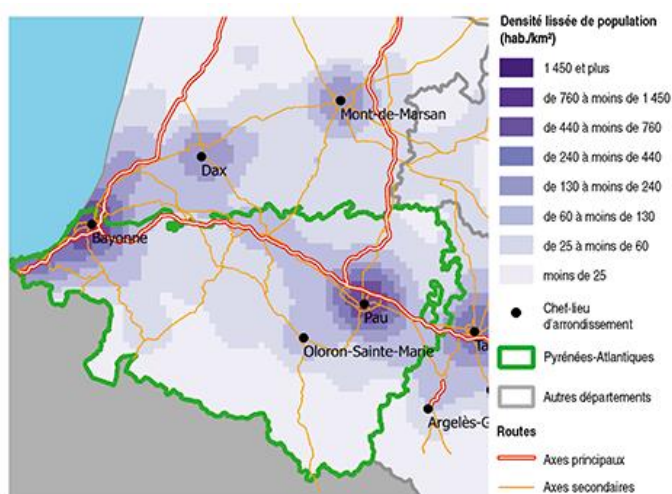 Mont-de-Marsan
Dax
Bayonne
Pau
Ta
Oloron-Sainte-Marie
Argelès-G
Densité lissée de population
(hab./km²)
1 450 et plus
de 760 à moins de 1 450
de 440 à moins de 760
de 240 à moins de 440
de 130 à moins de 240
de 60 à moins de 130
de 25 à moins de 60
moins de 25
Chef-lieu
d'arrondissement
Pyrénées-Atlantiques
Autres départements
Routes
Axes principaux
Axes secondaires